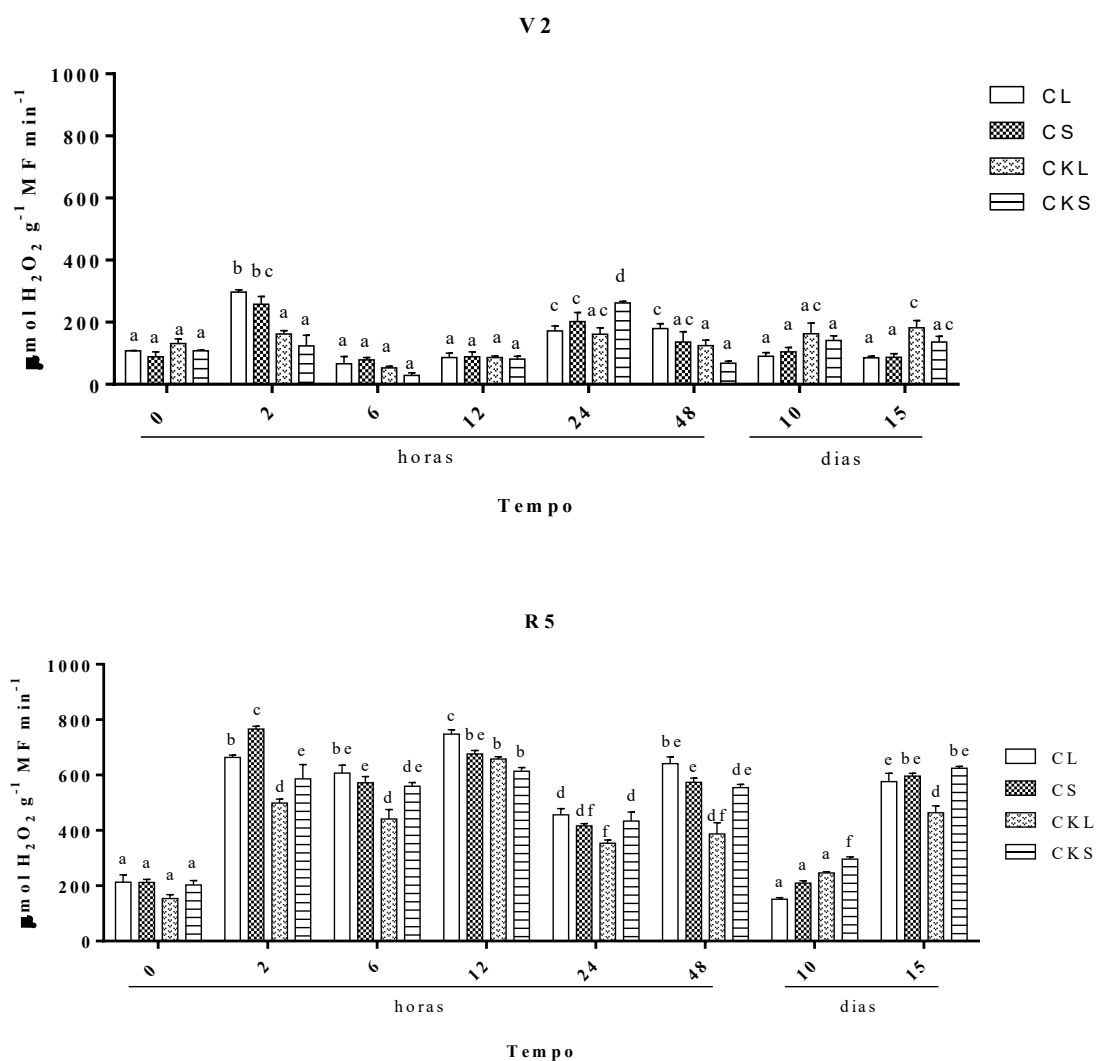 V2
μmol H₂O₂ g⁻¹ MF min⁻¹
1000
800
600
400
200
0
CL
CS
CKL
CKS
a a a a b bc a a a a a a a a a a c c ac d c ac a a a a ac a a a c ac
0 2 6 12 24 48 10 15
horas dias
Tempo
R5
μmol H₂O₂ g⁻¹ MF min⁻¹
1000
800
600
400
200
0
CL
CS
CKL
CKS
a a a a b c d e be e d de c be b b d df f d be e df de a a a f e be d be
0 2 6 12 24 48 10 15
horas dias
Tempo